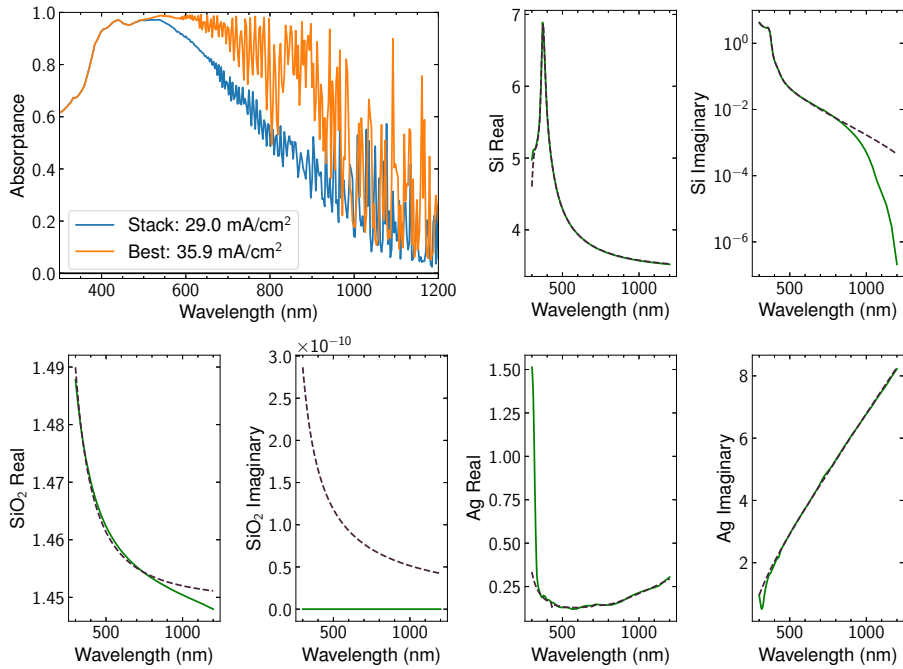 1.0
0.8
0.6
0.4
0.2
0.0
Absorptance
Stack: 29.0 mA/cm²
Best: 35.9 mA/cm²
400 600 800 1000 1200
Wavelength (nm)
7
6
5
4
Si Real
500 1000
Wavelength (nm)
10⁰
10⁻²
10⁻⁴
10⁻⁶
Si Imaginary
500 1000
Wavelength (nm)
1.49
1.48
1.47
1.46
1.45
SiO₂ Real
500 1000
Wavelength (nm)
×10⁻¹⁰
3.0
2.5
2.0
1.5
1.0
0.5
0.0
SiO₂ Imaginary
500 1000
Wavelength (nm)
1.50
1.25
1.00
0.75
0.50
0.25
Ag Real
500 1000
Wavelength (nm)
8
6
4
2
Ag Imaginary
500 1000
Wavelength (nm)